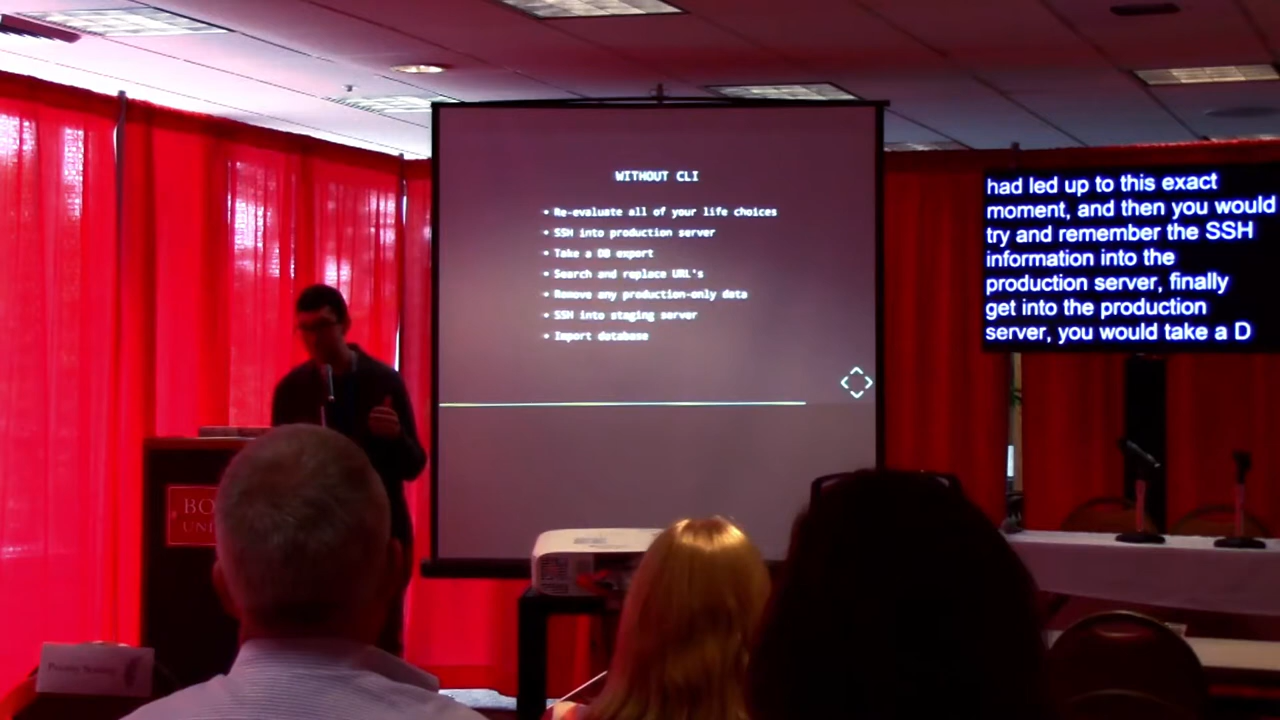 WITHOUT CLI
• Re-evaluate all of your life choices
• SSH into production server
• Take a DB export
• Search and replace URL's
• Remove any production-only data
• SSH into staging server
• Import database
had led up to this exact
moment, and then you would
try and remember the SSH
information into the
production server, finally
get into the production
server, you would take a D
BO
UNI